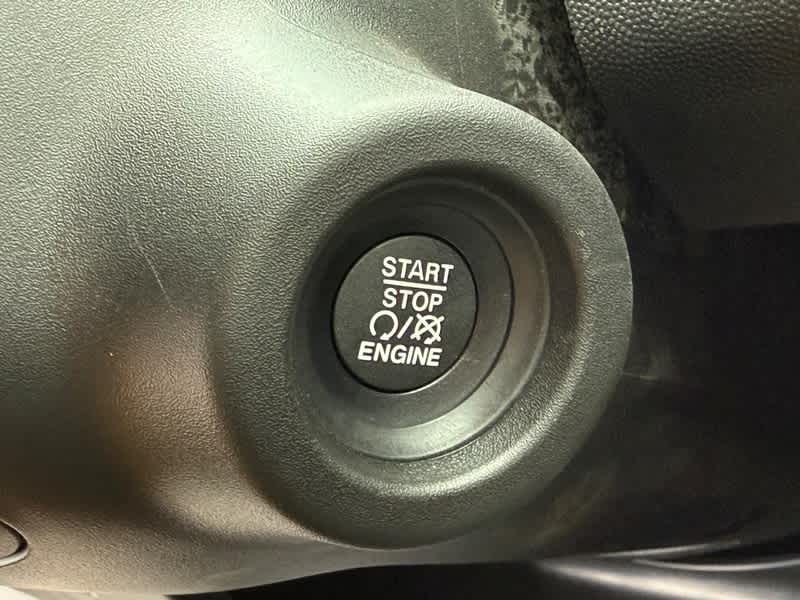 START
STOP
/
ENGINE